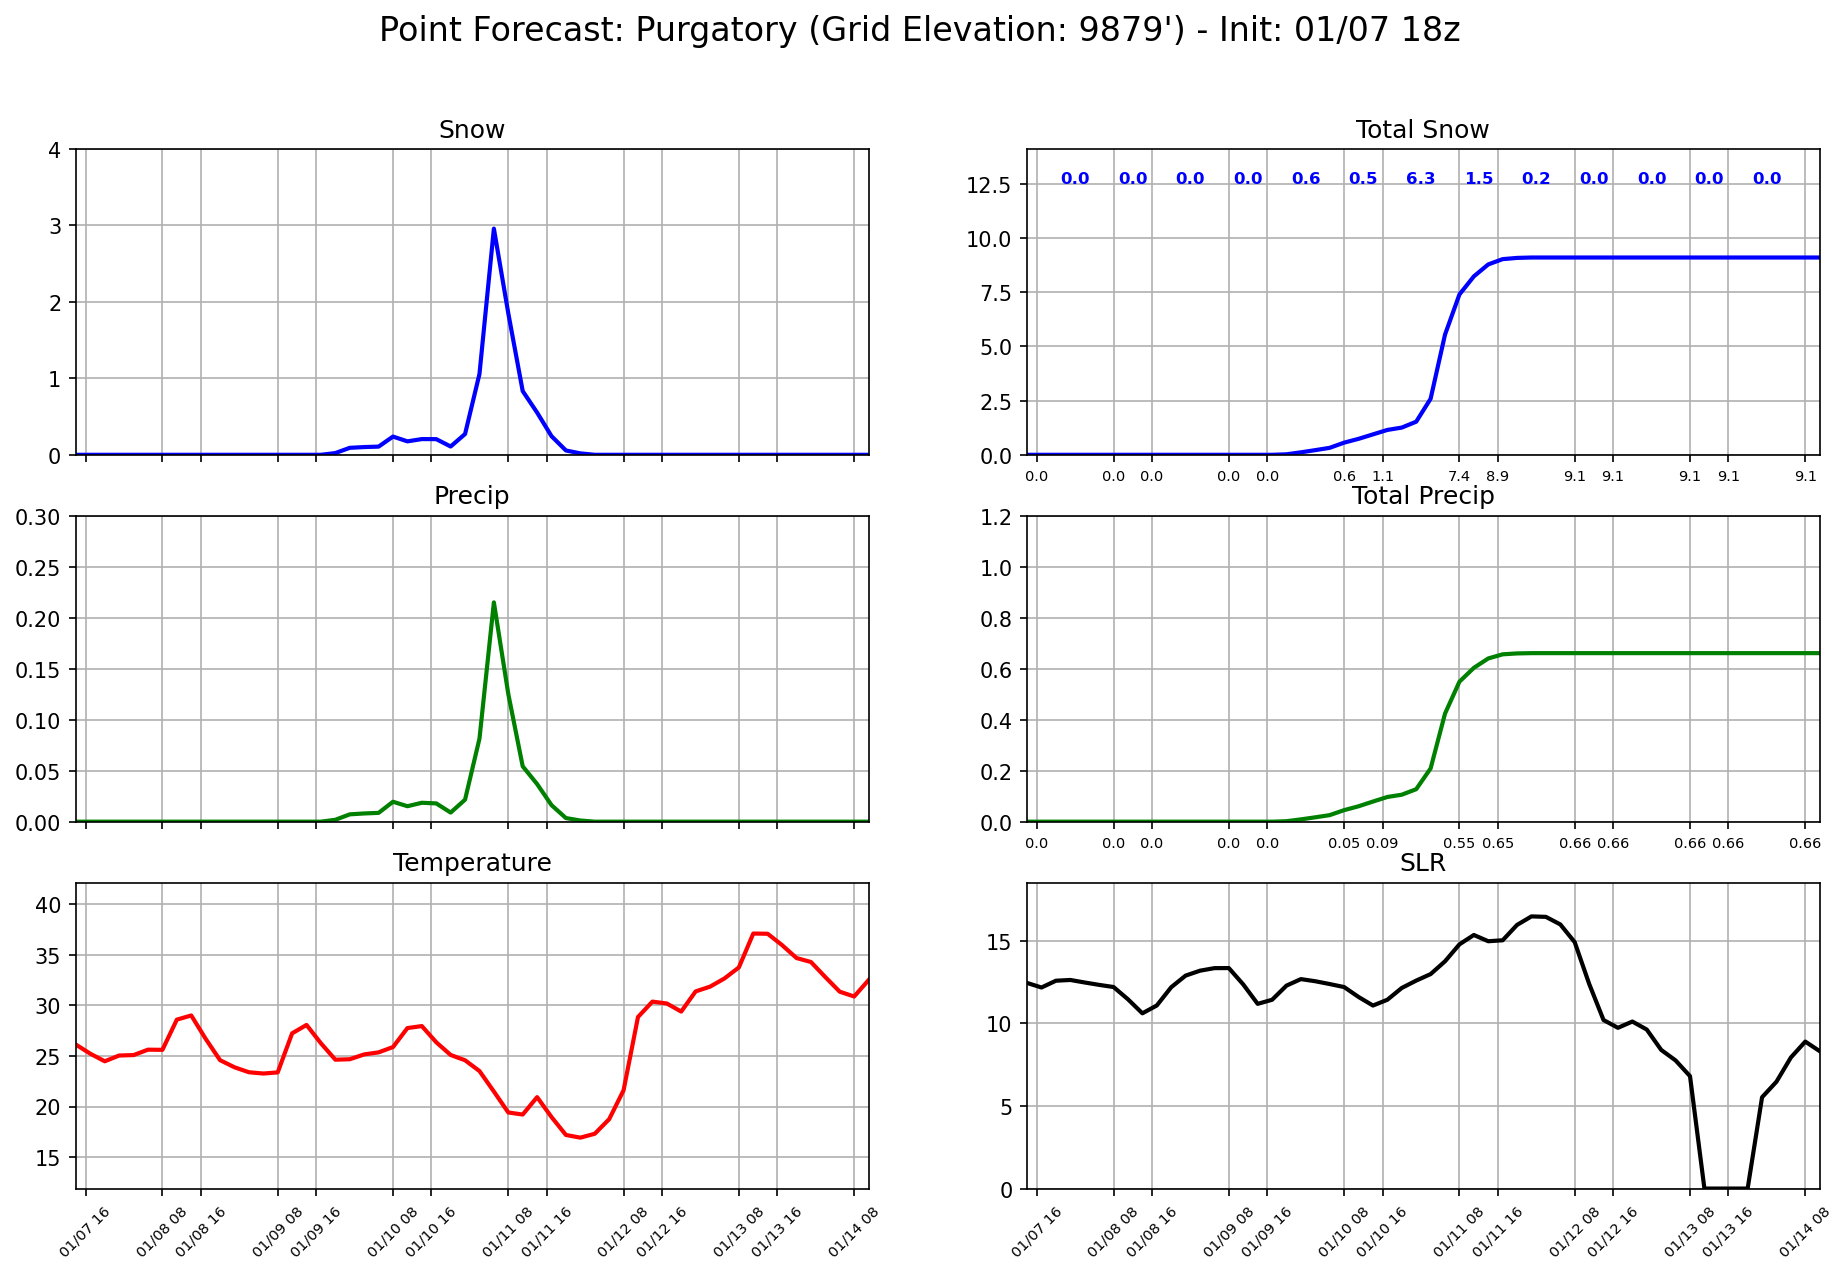 Point Forecast: Purgatory (Grid Elevation: 9879') - Init: 01/07 18z
Snow
4
3
2
1
0
Total Snow
0.0 0.0 0.0 0.0 0.6 0.5 6.3 1.5 0.2 0.0 0.0 0.0 0.0
12.5
10.0
7.5
5.0
2.5
0.0
0.0 0.0 0.0 0.0 0.0 0.6 1.1 7.4 8.9 9.1 9.1 9.1 9.1 9.1
Precip
0.30
0.25
0.20
0.15
0.10
0.05
0.00
Total Precip
1.2
1.0
0.8
0.6
0.4
0.2
0.0
0.0 0.0 0.0 0.0 0.0 0.05 0.09 0.55 0.65 0.66 0.66 0.66 0.66 0.66
Temperature
40
35
30
25
20
15
01/07 16 01/08 08 01/08 16 01/09 08 01/09 16 01/10 08 01/10 16 01/11 08 01/11 16 01/12 08 01/12 16 01/13 08 01/13 16 01/14 08
SLR
15
10
5
0
01/07 16 01/08 08 01/08 16 01/09 08 01/09 16 01/10 08 01/10 16 01/11 08 01/11 16 01/12 08 01/12 16 01/13 08 01/13 16 01/14 08